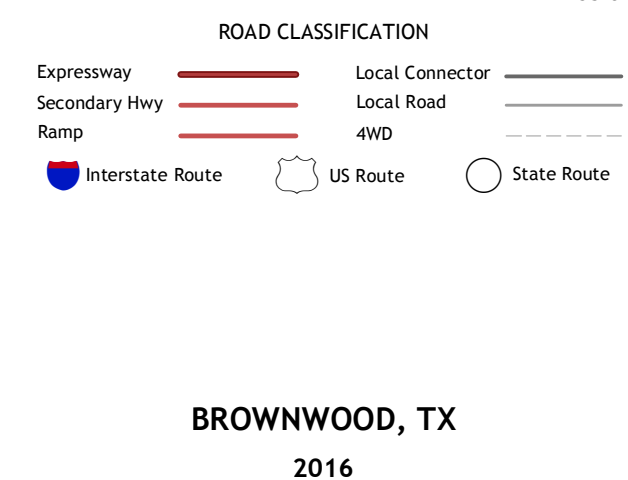 ROAD CLASSIFICATION
Expressway
Local Connector
Secondary Hwy
Local Road
Ramp
4WD
Interstate Route
US Route
State Route
BROWNWOOD, TX
2016